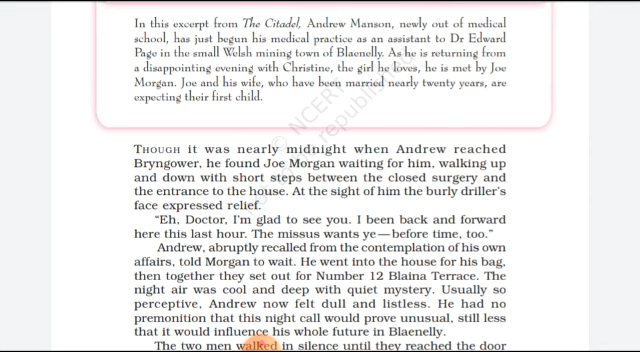 In this excerpt from The Citadel, Andrew Manson, newly out of medical
school, has just begun his medical practice as an assistant to Dr Edward
Page in the small Welsh mining town of Blaenelly. As he is returning from
a disappointing evening with Christine, the girl he loves, he is met by Joe
Morgan. Joe and his wife, who have been married nearly twenty years, are
expecting their first child.
© NCERT
republished
THOUGH it was nearly midnight when Andrew reached
Bryngower, he found Joe Morgan waiting for him, walking up
and down with short steps between the closed surgery and
the entrance to the house. At the sight of him the burly driller's
face expressed relief.
“Eh, Doctor, I'm glad to see you. I been back and forward
here this last hour. The missus wants ye — before time, too.”
Andrew, abruptly recalled from the contemplation of his own
affairs, told Morgan to wait. He went into the house for his bag,
then together they set out for Number 12 Blaina Terrace. The
night air was cool and deep with quiet mystery. Usually so
perceptive, Andrew now felt dull and listless. He had no
premonition that this night call would prove unusual, still less
that it would influence his whole future in Blaenelly.
The two men walked in silence until they reached the door